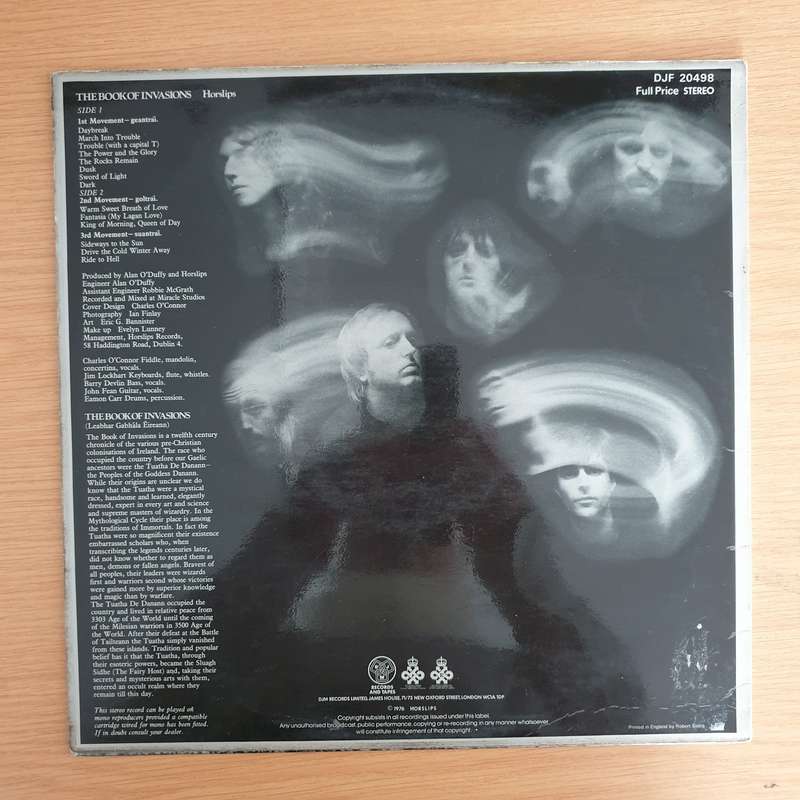 THE BOOK OF INVASIONS Horslips
SIDE 1
1st Movement – geantraí.
Daybreak
March Into Trouble
Trouble (with a capital T)
The Power and the Glory
The Rocks Remain
Dusk
Sword of Light
Dark
SIDE 2
2nd Movement – goltraí.
Warm Sweet Breath of Love
Fantasia (My Lagan Love)
King of Morning, Queen of Day
3rd Movement – suantraí.
Sideways to the Sun
Drive the Cold Winter Away
Ride to Hell
Produced by Alan O'Duffy and Horslips
Engineer Alan O'Duffy
Assistant Engineer Robbie McGrath
Recorded and Mixed at Miracle Studios
Cover Design Charles O'Connor
Photography Ian Finlay
Art Eric G. Bannister
Make up Evelyn Lunney
Management, Horslips Records,
58 Haddington Road, Dublin 4.
Charles O'Connor Fiddle, mandolin,
concertina, vocals.
Jim Lockhart Keyboards, flute, whistles.
Barry Devlin Bass, vocals.
John Fean Guitar, vocals.
Eamon Carr Drums, percussion.
THE BOOK OF INVASIONS
(Leabhar Gabhála Éireann)
The Book of Invasions is a twelfth century
chronicle of the various pre-Christian
colonisations of Ireland. The race who
occupied the country before our Gaelic
ancestors were the Tuatha De Danann–
the Peoples of the Goddess Danann.
While their origins are unclear we do
know that the Tuatha were a mystical
race, handsome and learned, elegantly
dressed, expert in every art and science
and supreme masters of wizardry. In the
Mythological Cycle their place is among
the traditions of Immortals. In fact the
Tuatha were so magnificent their existence
embarrassed scholars who, when
transcribing the legends centuries later,
did not know whether to regard them as
men, demons or fallen angels. Bravest of
all peoples, their leaders were wizards
first and warriors second whose victories
were gained more by superior knowledge
and magic than by warfare.
The Tuatha De Danann occupied the
country and lived in relative peace from
3303 Age of the World until the coming
of the Milesian warriors in 3500 Age of
the World. After their defeat at the Battle
of Tailteann the Tuatha simply vanished
from these islands. Tradition and popular
belief has it that the Tuatha, through
their esoteric powers, became the Sluagh
Sidhe (The Fairy Host) and, taking their
secrets and mysterious arts with them,
entered an occult realm where they
remain till this day.
This stereo record can be played on
mono reproducers provided a compatible
cartridge wired for mono has been fitted.
If in doubt consult your dealer.
DJF 20498
Full Price STEREO
RECORDS
AND TAPES
DJM RECORDS LIMITED, JAMES HOUSE, 71/73 NEW OXFORD STREET, LONDON WC1A 1DP
© 1976 HORSLIPS
Copyright subsists in all recordings issued under this label.
Any unauthorised broadcast, public performance, copying or re-recording in any manner whatsoever
will constitute infringement of that copyright.
Printed in England by Robert